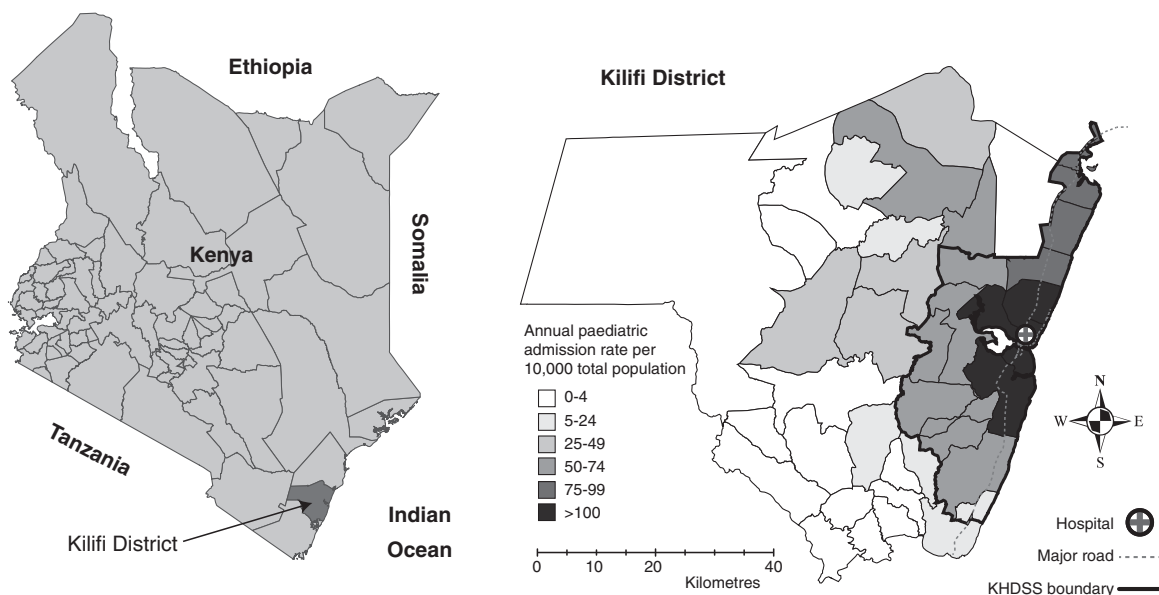 Ethiopia
Kenya
Somalia
Tanzania
Indian
Ocean
Kilifi District
Kilifi District
Annual paediatric
admission rate per
10,000 total population
0-4
5-24
25-49
50-74
75-99
>100
0 10 20 40
Kilometres
N
W E
S
Hospital
Major road
KHDSS boundary